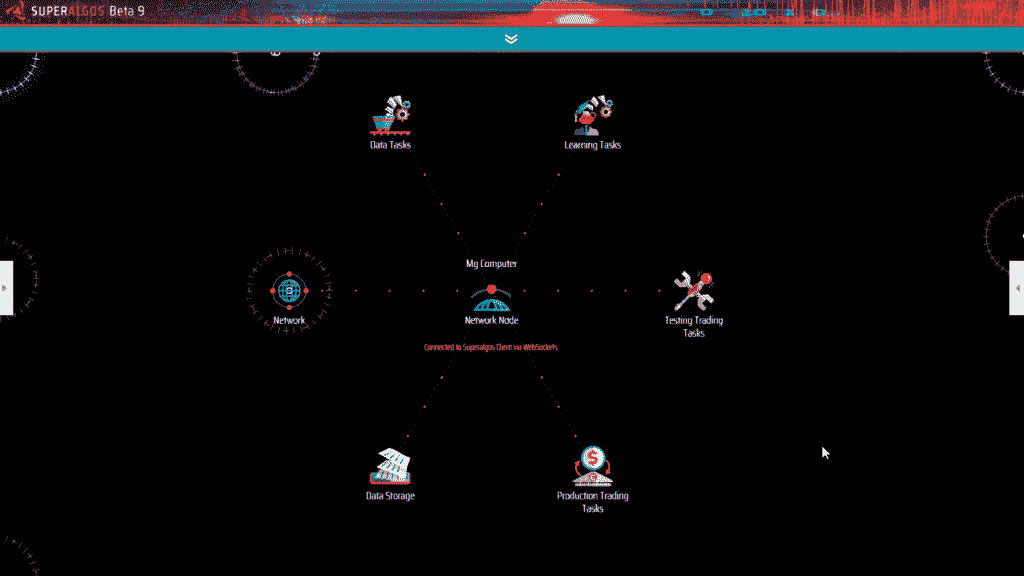 SUPERALGOS Beta 9
Data Tasks
Learning Tasks
My Computer
Network
Network Node
Testing Trading
Tasks
Connected to Superalgos Client via WebSockets.
Data Storage
Production Trading
Tasks